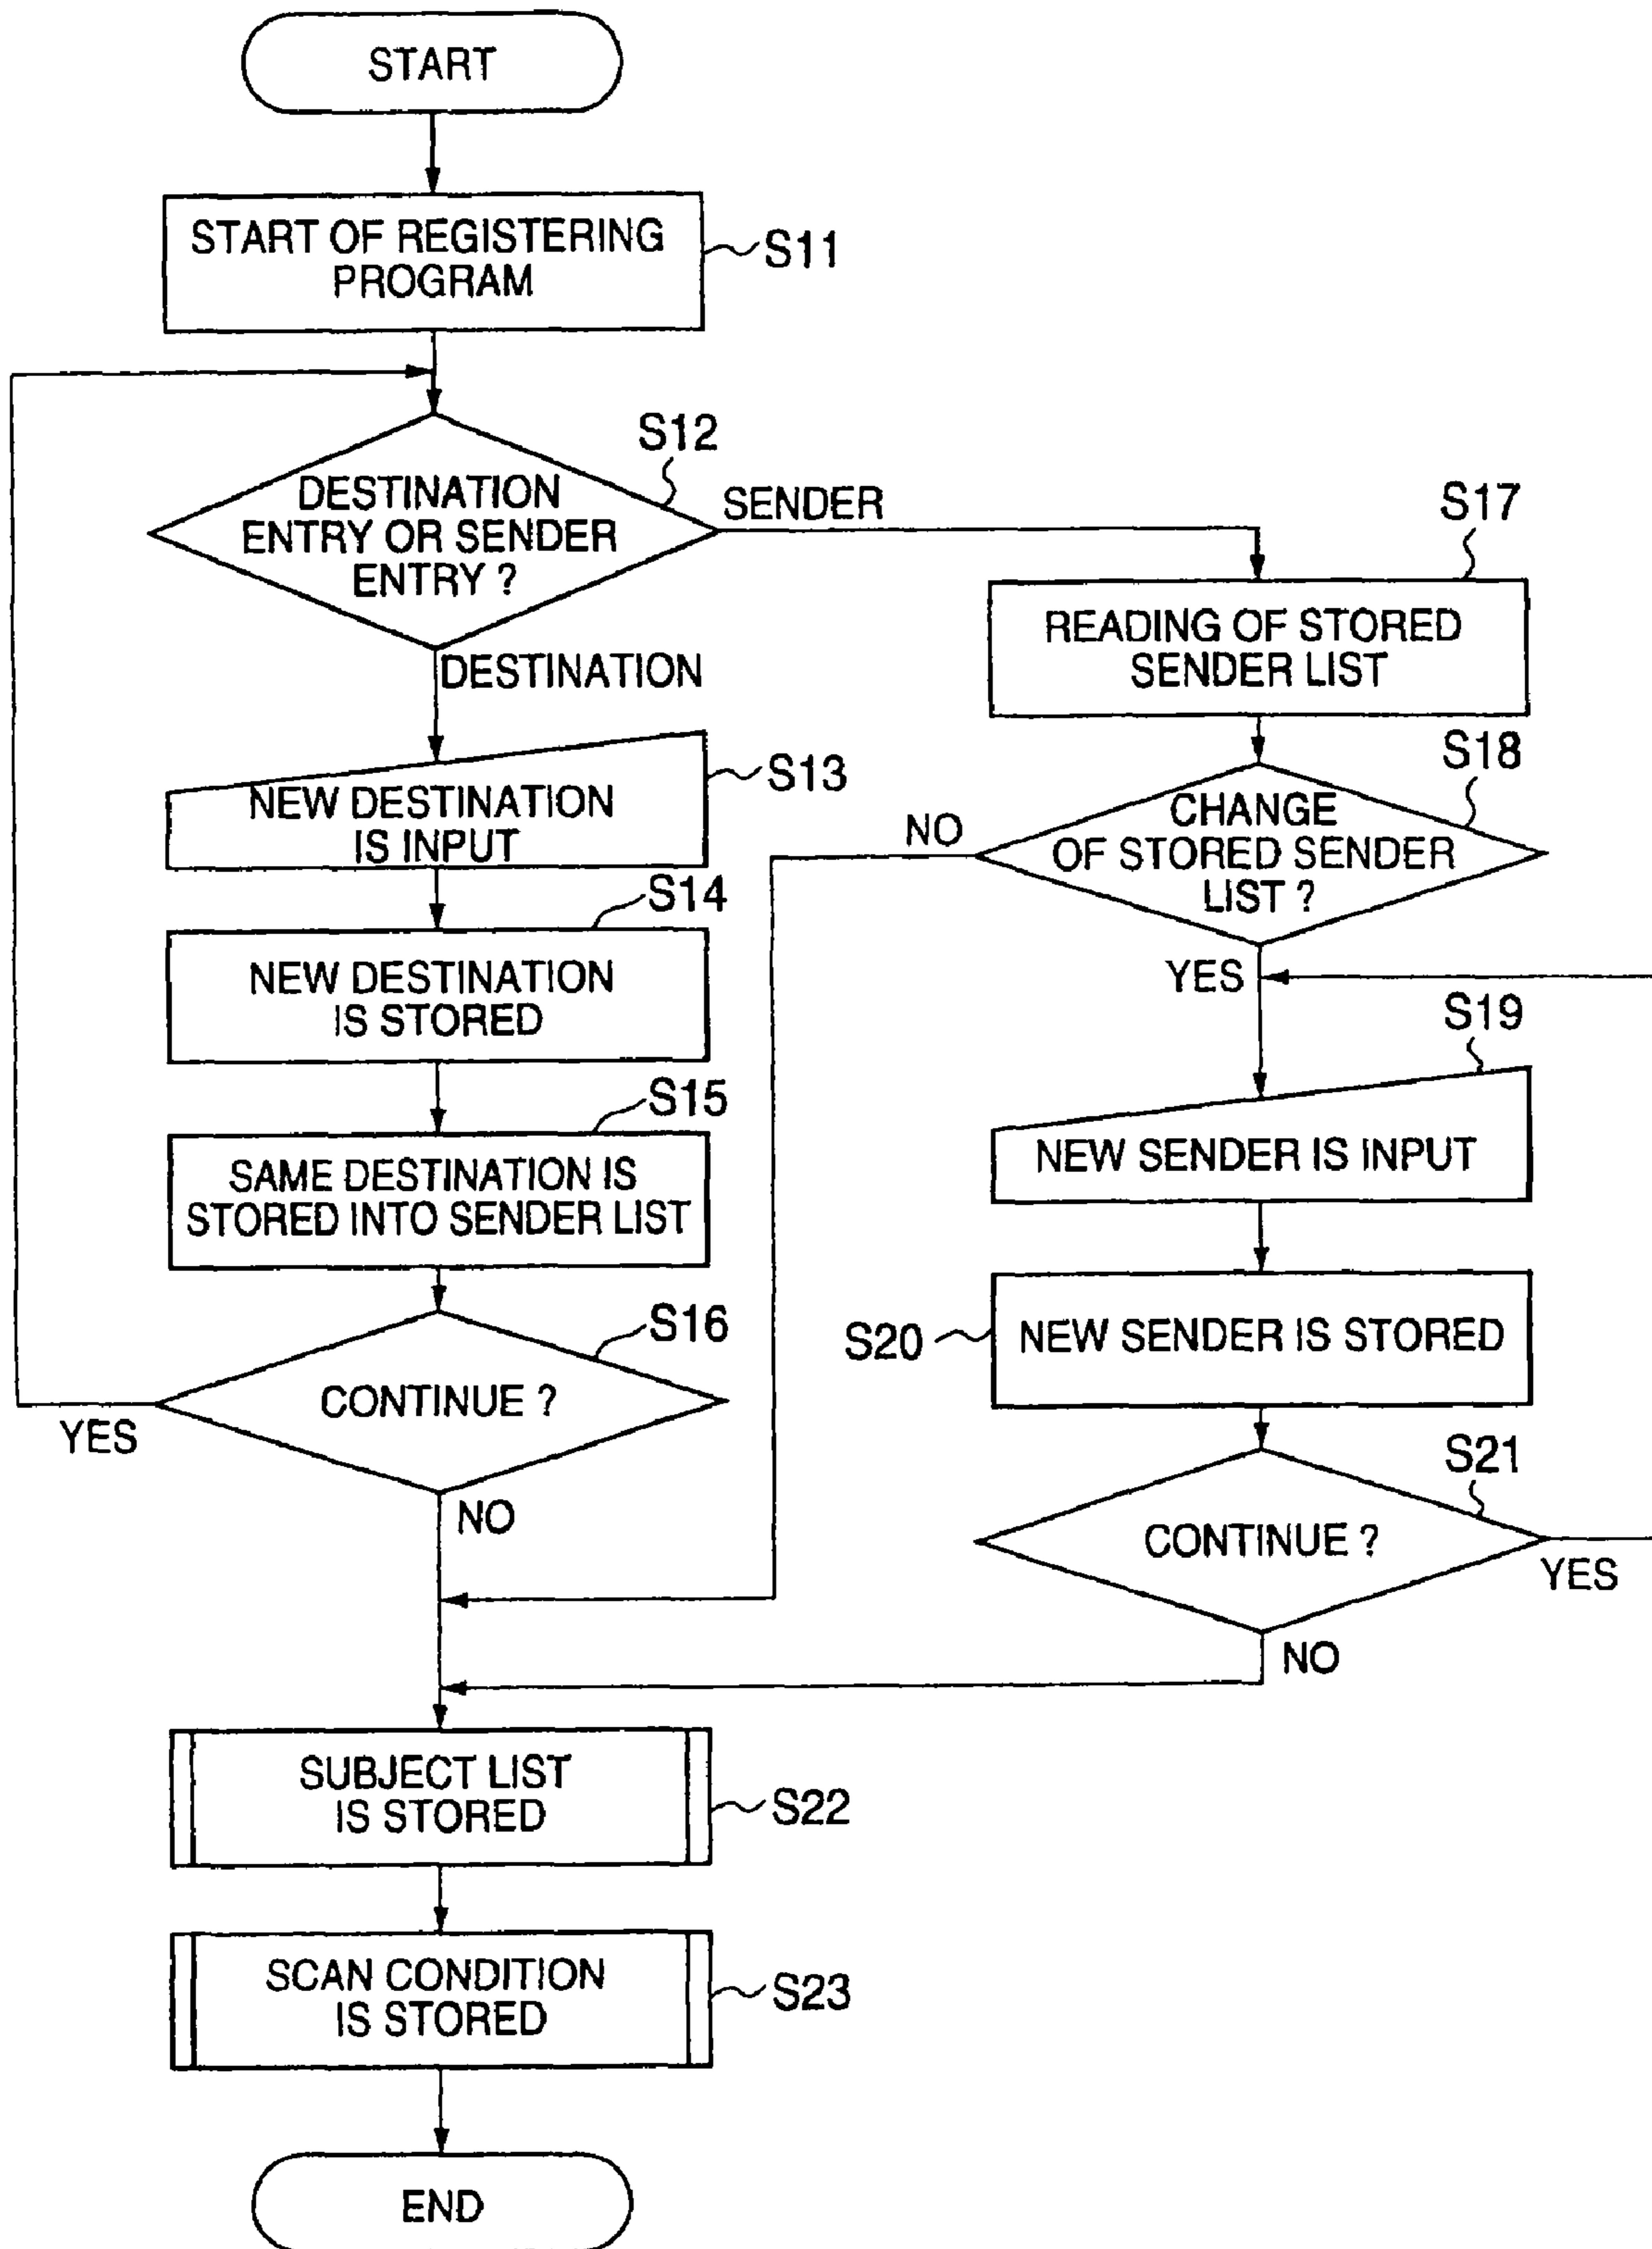 START
START OF REGISTERING
PROGRAM
S11
S12
DESTINATION
ENTRY OR SENDER
ENTRY ?
SENDER
DESTINATION
NEW DESTINATION
IS INPUT
S13
S14
NEW DESTINATION
IS STORED
S15
SAME DESTINATION IS
STORED INTO SENDER LIST
S16
CONTINUE ?
YES
NO
S17
READING OF STORED
SENDER LIST
S18
CHANGE
OF STORED SENDER
LIST ?
NO
YES
S19
NEW SENDER IS INPUT
S20
NEW SENDER IS STORED
S21
CONTINUE ?
YES
NO
SUBJECT LIST
IS STORED
S22
SCAN CONDITION
IS STORED
S23
END